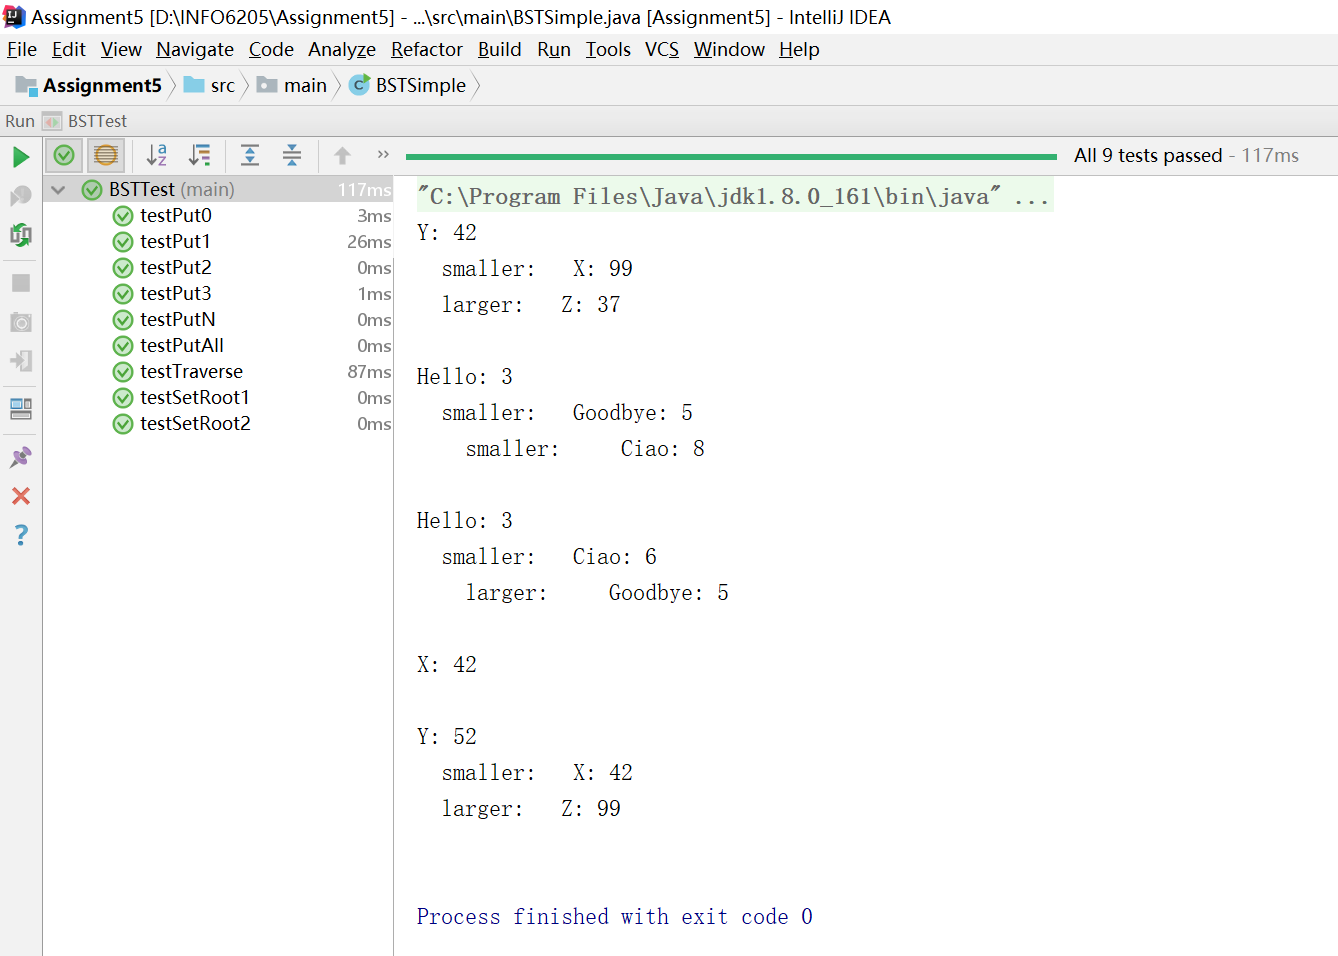 Assignment5 [D:\INFO6205\Assignment5] - ...\src\main\BSTSimple.java [Assignment5] - IntelliJ IDEA
File Edit View Navigate Code Analyze Refactor Build Run Tools VCS Window Help
Assignment5 src main BSTSimple
Run BSTTest
All 9 tests passed - 117ms
BSTTest (main) 117ms
testPut0 3ms
testPut1 26ms
testPut2 0ms
testPut3 1ms
testPutN 0ms
testPutAll 0ms
testTraverse 87ms
testSetRoot1 0ms
testSetRoot2 0ms
"C:\Program Files\Java\jdk1.8.0_161\bin\java" ...
Y: 42
smaller: X: 99
larger: Z: 37
Hello: 3
smaller: Goodbye: 5
smaller: Ciao: 8
Hello: 3
smaller: Ciao: 6
larger: Goodbye: 5
X: 42
Y: 52
smaller: X: 42
larger: Z: 99
Process finished with exit code 0